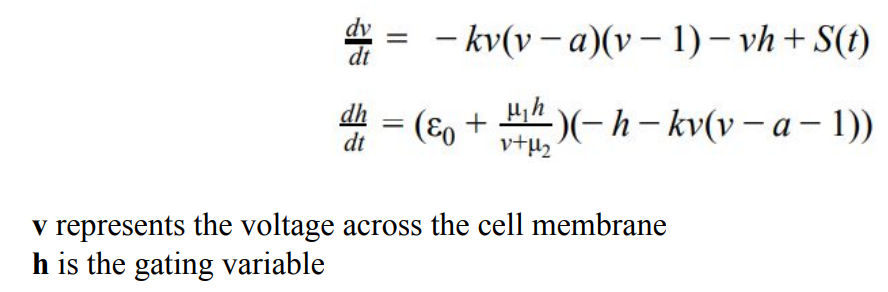 dv/dt = − kv(v − a)(v − 1) − vh + S(t)
dh/dt = (ε₀ + μ₁h/v+μ₂)(− h − kv(v − a − 1))
v represents the voltage across the cell membrane
h is the gating variable